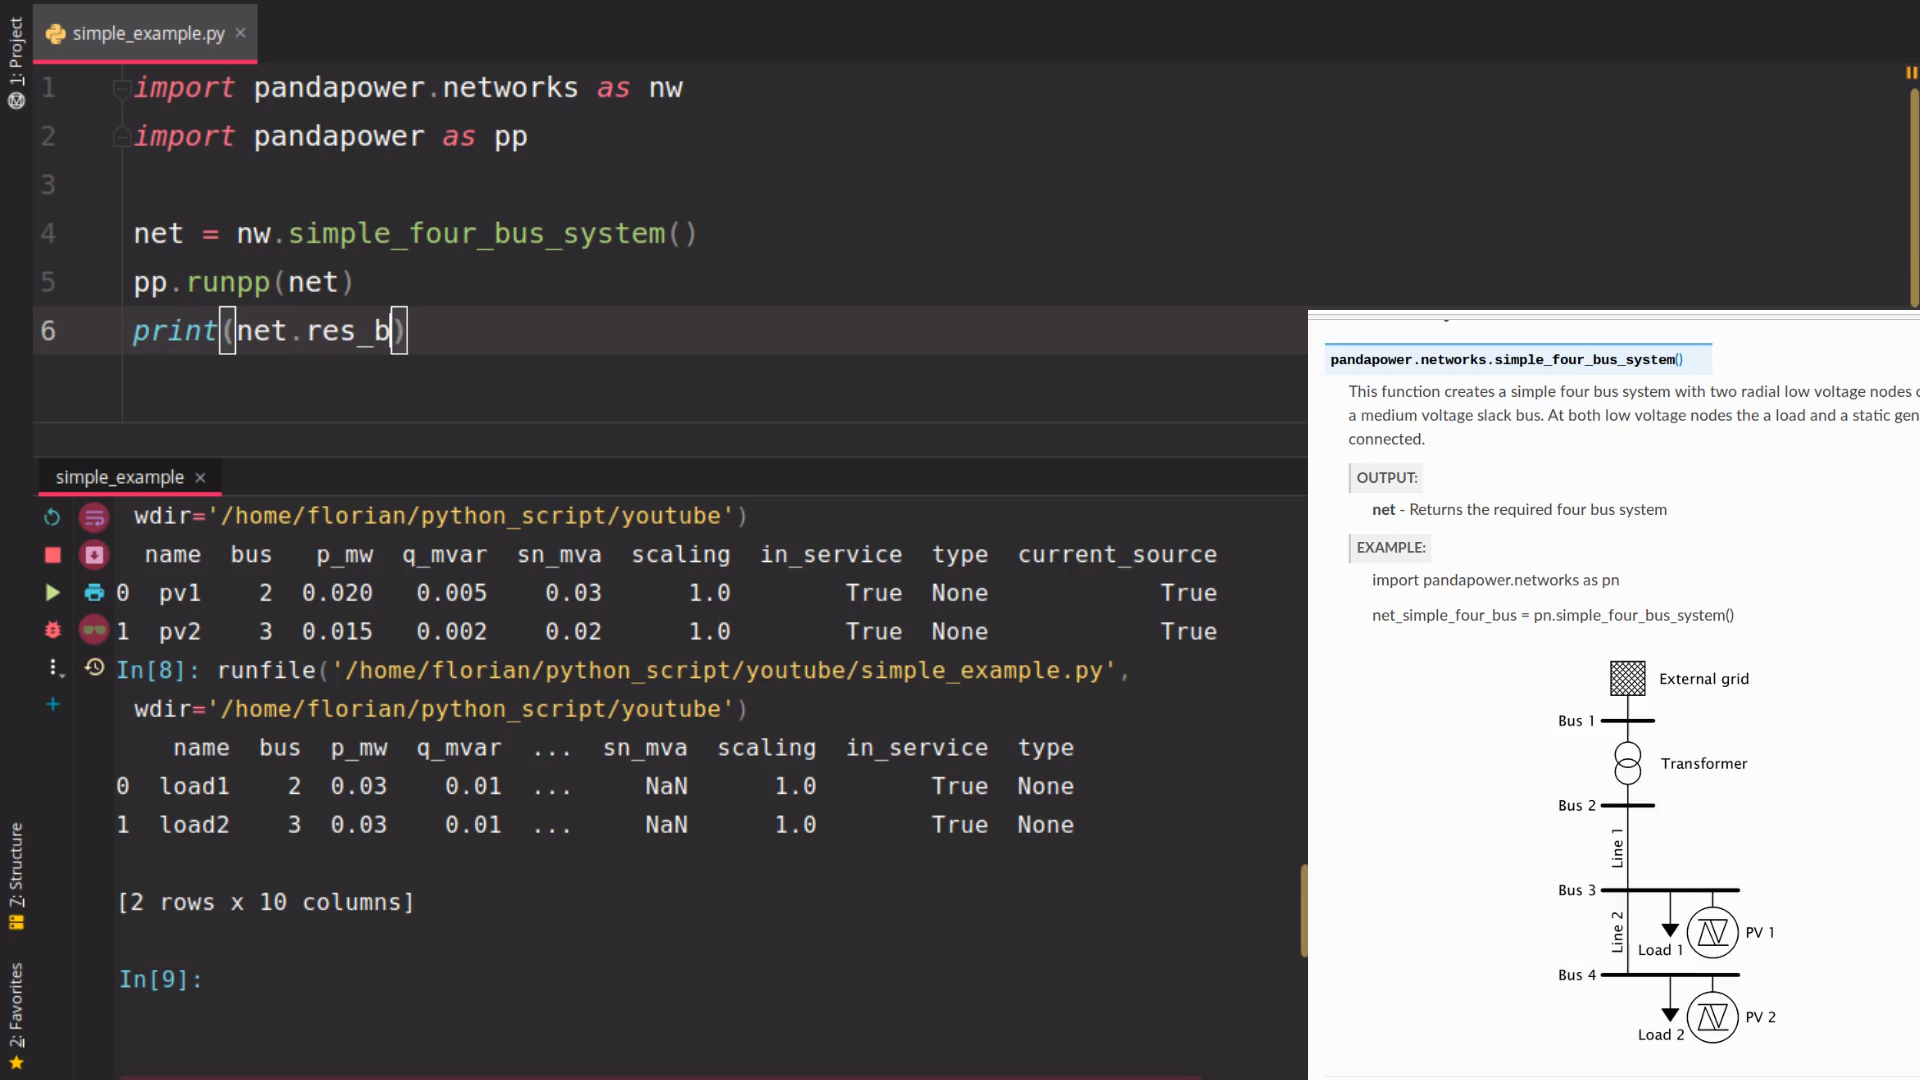 1: Project
simple_example.py
1 import pandapower.networks as nw
2 import pandapower as pp
3
4 net = nw.simple_four_bus_system()
5 pp.runpp(net)
6 print(net.res_b)
simple_example
wdir='/home/florian/python_script/youtube')
name bus p_mw q_mvar sn_mva scaling in_service type current_source
0 pv1 2 0.020 0.005 0.03 1.0 True None True
1 pv2 3 0.015 0.002 0.02 1.0 True None True
In[8]: runfile('/home/florian/python_script/youtube/simple_example.py',
wdir='/home/florian/python_script/youtube')
name bus p_mw q_mvar ... sn_mva scaling in_service type
0 load1 2 0.03 0.01 ... NaN 1.0 True None
1 load2 3 0.03 0.01 ... NaN 1.0 True None
[2 rows x 10 columns]
In[9]:
7: Structure
2: Favorites
pandapower.networks.simple_four_bus_system()
This function creates a simple four bus system with two radial low voltage nodes
a medium voltage slack bus. At both low voltage nodes the a load and a static gen
connected.
OUTPUT:
net - Returns the required four bus system
EXAMPLE:
import pandapower.networks as pn
net_simple_four_bus = pn.simple_four_bus_system()
External grid
Bus 1
Transformer
Bus 2
Line 1
Bus 3
Line 2
Load 1
PV 1
Bus 4
Load 2
PV 2